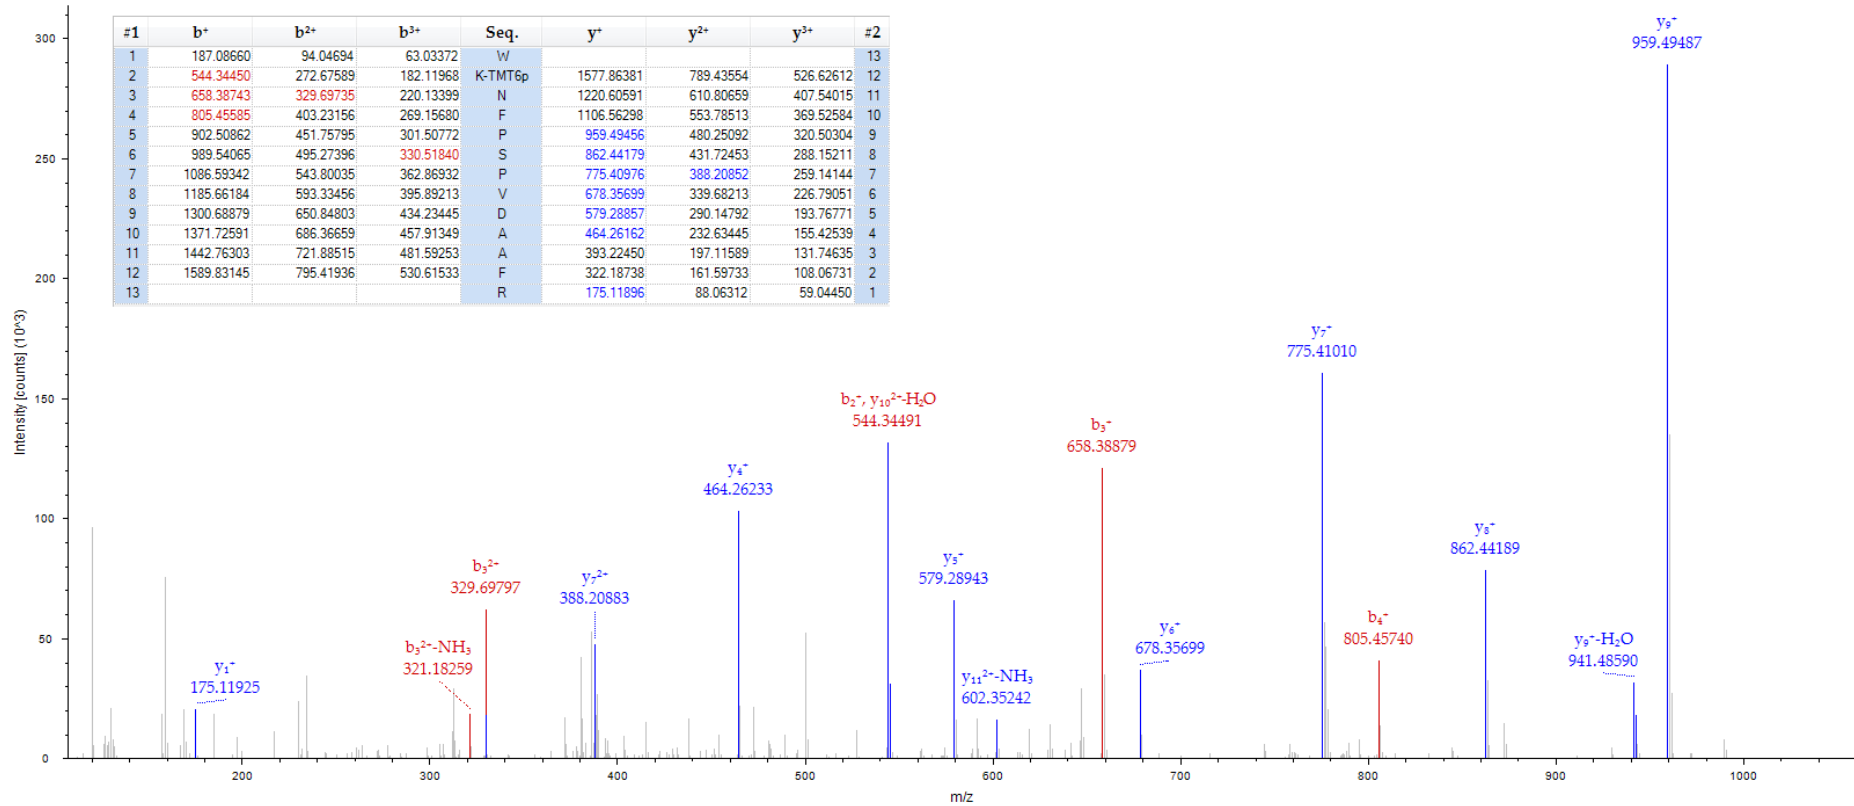 #1 b⁺ b²⁺ b³⁺ Seq. y⁺ y²⁺ y³⁺ #2
1 187.08660 94.04694 63.03372 W 13
2 544.34450 272.67589 182.11968 K-TMT6p 1577.86381 789.43554 526.62612 12
3 658.38743 329.69735 220.13399 N 1220.60591 610.80659 407.54015 11
4 805.45585 403.23156 269.15680 F 1106.56298 553.78513 369.52584 10
5 902.50862 451.75795 301.50772 P 959.49456 480.25092 320.50304 9
6 989.54065 495.27396 330.51840 S 862.44179 431.72453 288.15211 8
7 1086.59342 543.80035 362.86932 P 775.40976 388.20852 259.14144 7
8 1185.66184 593.33456 395.89213 V 678.35699 339.68213 226.79051 6
9 1300.68879 650.84803 434.23445 D 579.28857 290.14792 193.76771 5
10 1371.72591 686.36659 457.91349 A 464.26162 232.63445 155.42539 4
11 1442.76303 721.88515 481.59253 A 393.22450 197.11589 131.74635 3
12 1589.83145 795.41936 530.61533 F 322.18738 161.59733 108.06731 2
13 R 175.11896 88.06312 59.04450 1
y₉⁺
959.49487
y₇⁺
775.41010
b₂⁺, y₁₀²⁺-H₂O
544.34491
b₃⁺
658.38879
y₄⁺
464.26233
y₈⁺
862.44189
b₃²⁺
329.69797
y₇²⁺
388.20883
y₅⁺
579.28943
b₃²⁺-NH₃
321.18259
y₁⁺
175.11925
y₁₁²⁺-NH₃
602.35242
y₆⁺
678.35699
b₄⁺
805.45740
y₉⁺-H₂O
941.48590
Intensity [counts] (10^3)
300
250
200
150
100
50
0
200 300 400 500 600 700 800 900 1000
m/z